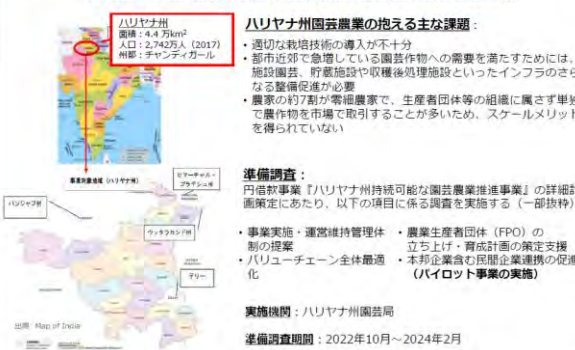 ハリヤナ州
面積：4.4 万km²
人口：2,742万人（2017）
州都：チャンディガール
ハリヤナ州園芸農業の抱える主な課題：
・適切な栽培技術の導入が不十分
・都市近郊で急増している園芸作物への需要を満たすためには、
施設園芸、貯蔵施設や収穫後処理施設といったインフラのさら
なる整備促進が必要
・農家の約7割が零細農家で、生産者団体等の組織に属さず単独
で農作物を市場で取引することが多いため、スケールメリット
を得られていない
事業対象地域（ハリヤナ州）
ヒマーチャル・
プラデシュ州
パンジャブ州
ウッタラカンド州
デリー
出所：Map of India
準備調査：
円借款事業『ハリヤナ州持続可能な園芸農業推進事業』の詳細計
画策定にあたり、以下の項目に係る調査を実施する（一部抜粋）
・事業実施・運営維持管理体
制の提案
・バリューチェーン全体最適
化
・農業生産者団体（FPO）の
立ち上げ・育成計画の策定支援
・本邦企業含む民間企業連携の促進
（パイロット事業の実施）
実施機関：ハリヤナ州園芸局
準備調査期間：2022年10月～2024年2月